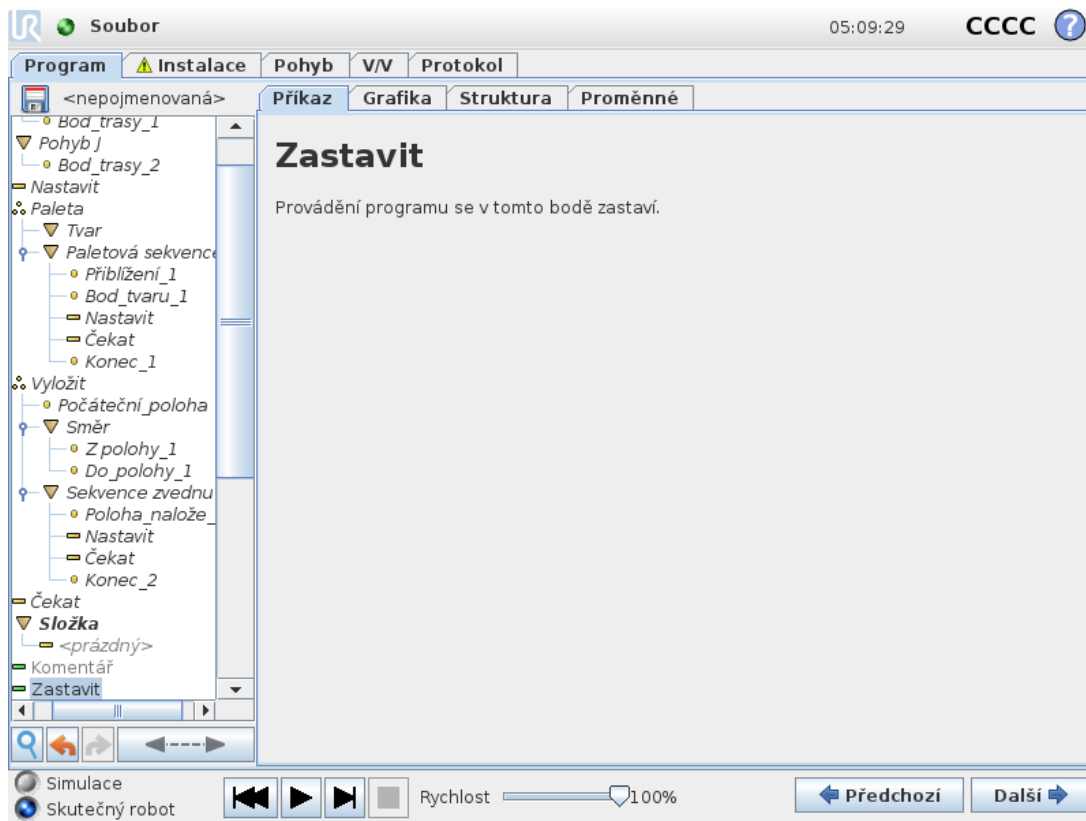 Soubor
05:09:29
CCCC
?
Program
Instalace
Pohyb
V/V
Protokol
<nepojmenovaná>
Příkaz
Grafika
Struktura
Proměnné
Bod_trasy_1
Pohyb J
Bod_trasy_2
Nastavit
Paleta
Tvar
Paletová sekvence
Přiblížení_1
Bod_tvaru_1
Nastavit
Čekat
Konec_1
Vyložit
Počáteční_poloha
Směr
Z polohy_1
Do_polohy_1
Sekvence zvednu
Poloha_nalože_
Nastavit
Čekat
Konec_2
Čekat
Složka
<prázdný>
Komentář
Zastavit
Zastavit
Provádění programu se v tomto bodě zastaví.
Simulace
Skutečný robot
Rychlost
100%
Předchozí
Další